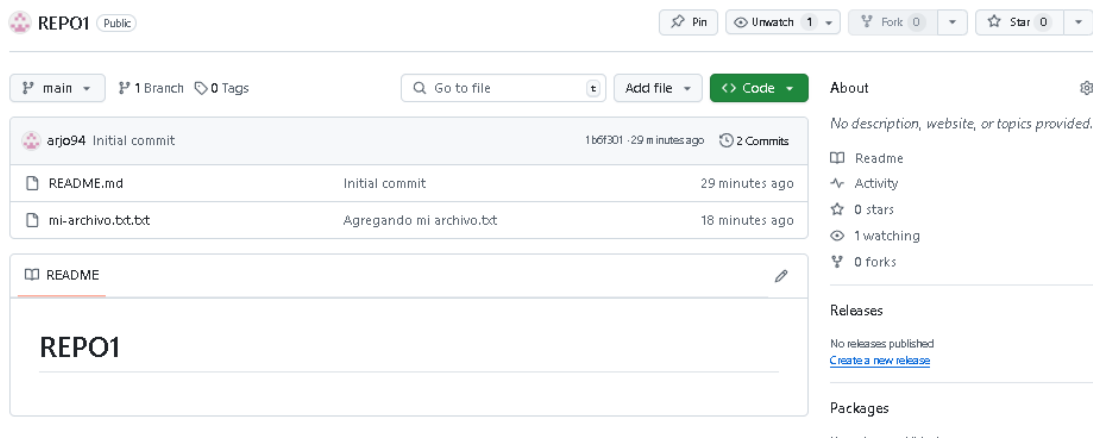 REPO1 Public
Pin Unwatch 1 Fork 0 Star 0
main 1 Branch 0 Tags Go to file t Add file Code
arjo94 Initial commit 1b6f301 · 29 minutes ago 2 Commits
README.md Initial commit 29 minutes ago
mi-archivo.txt.txt Agregando mi archivo.txt 18 minutes ago
README
REPO1
About
No description, website, or topics provided.
Readme
Activity
0 stars
1 watching
0 forks
Releases
No releases published
Create a new release
Packages